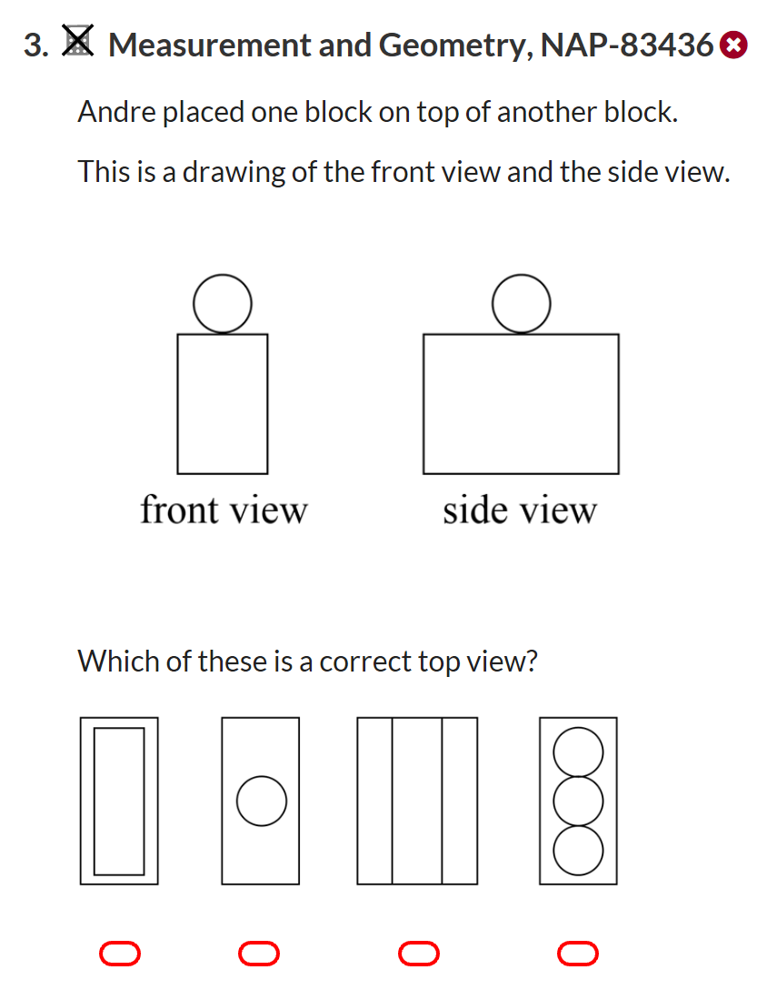 3. Measurement and Geometry, NAP-83436
Andre placed one block on top of another block.
This is a drawing of the front view and the side view.
front view side view
Which of these is a correct top view?